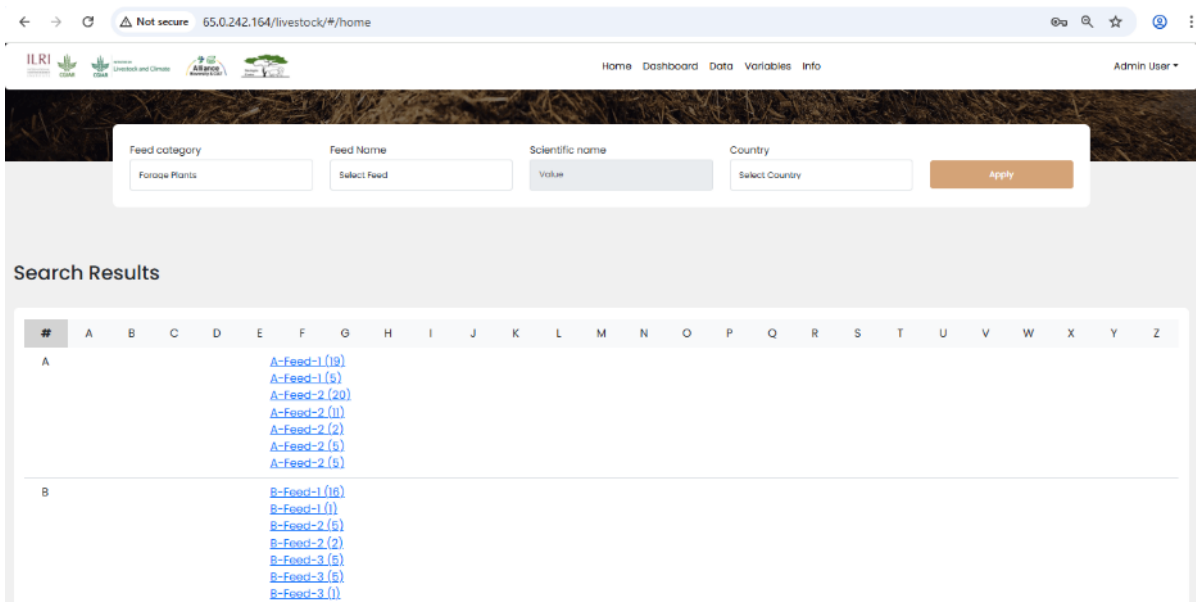 Not secure 65.0.242.164/livestock/#/home
ILRI CGIAR CGIAR Livestock and Climate Alliance
Home Dashboard Data Variables Info Admin User
Feed category Feed Name Scientific name Country
Forage Plants Select Feed Value Select Country Apply
Search Results
# A B C D E F G H I J K L M N O P Q R S T U V W X Y Z
A
A-Feed-1 (19)
A-Feed-1 (5)
A-Feed-2 (20)
A-Feed-2 (11)
A-Feed-2 (2)
A-Feed-2 (5)
A-Feed-2 (5)
B
B-Feed-1 (16)
B-Feed-1 (1)
B-Feed-2 (5)
B-Feed-2 (2)
B-Feed-3 (5)
B-Feed-3 (5)
B-Feed-3 (1)